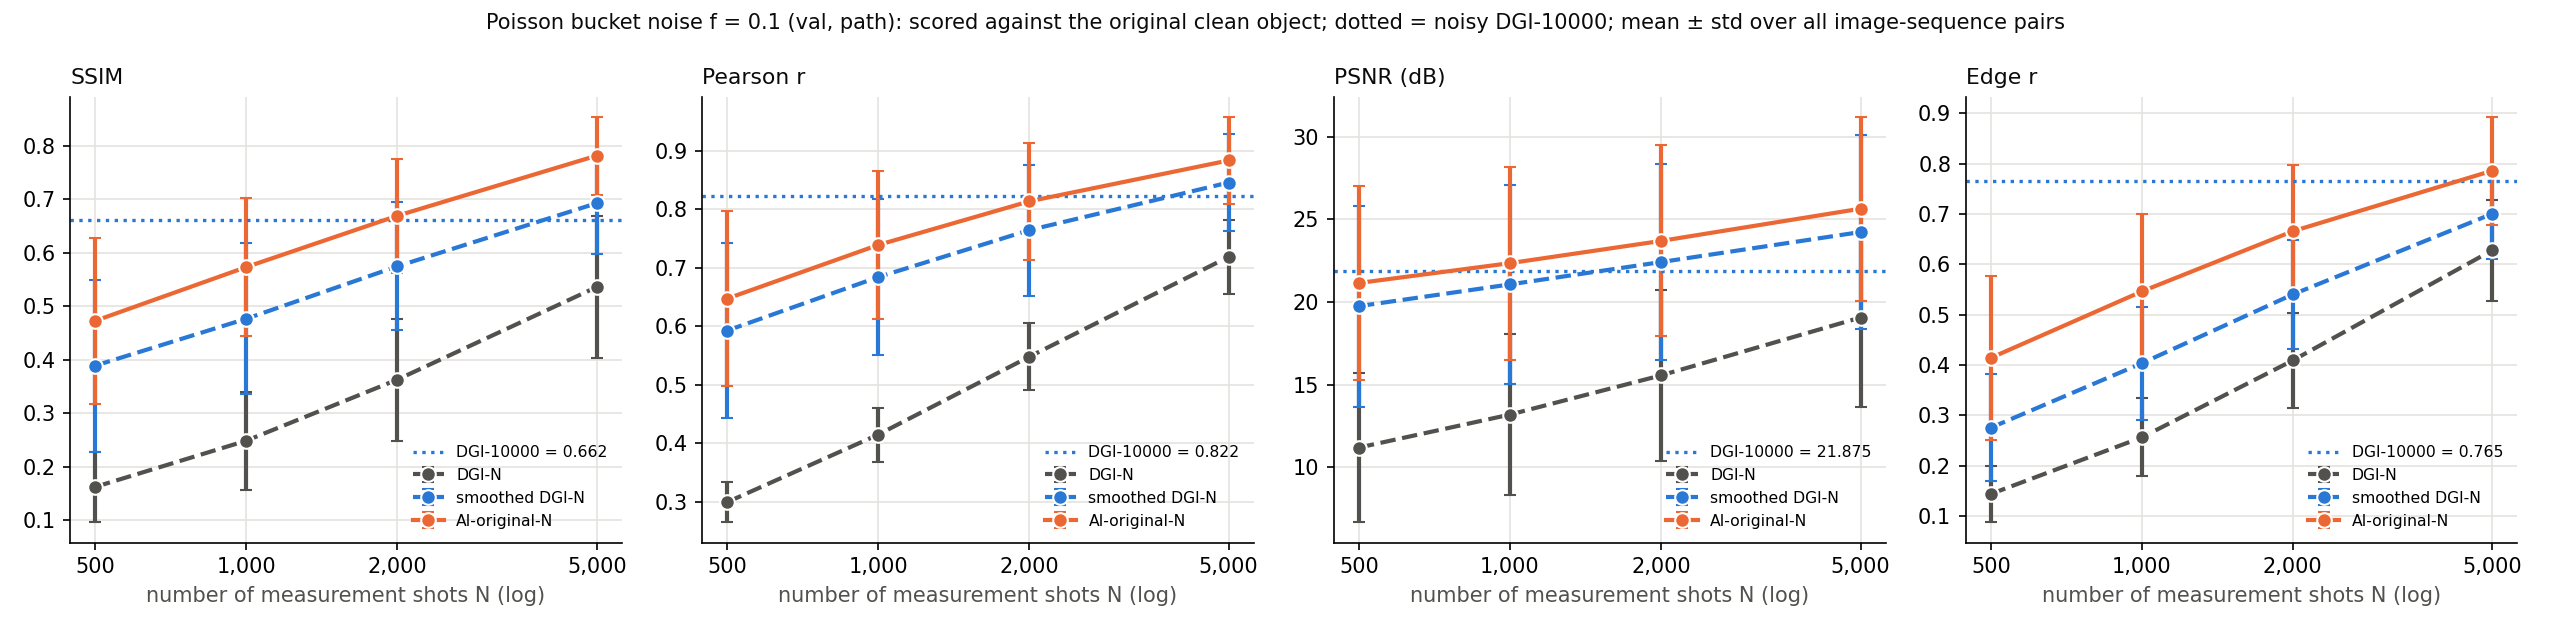 Poisson bucket noise f = 0.1 (val, path): scored against the original clean object; dotted = noisy DGI-10000; mean ± std over all image-sequence pairs
SSIM
0.8
0.7
0.6
0.5
0.4
0.3
0.2
0.1
DGI-10000 = 0.662
DGI-N
smoothed DGI-N
AI-original-N
500
1,000
2,000
5,000
number of measurement shots N (log)
Pearson r
0.9
0.8
0.7
0.6
0.5
0.4
0.3
DGI-10000 = 0.822
DGI-N
smoothed DGI-N
AI-original-N
500
1,000
2,000
5,000
number of measurement shots N (log)
PSNR (dB)
30
25
20
15
10
DGI-10000 = 21.875
DGI-N
smoothed DGI-N
AI-original-N
500
1,000
2,000
5,000
number of measurement shots N (log)
Edge r
0.9
0.8
0.7
0.6
0.5
0.4
0.3
0.2
0.1
DGI-10000 = 0.765
DGI-N
smoothed DGI-N
AI-original-N
500
1,000
2,000
5,000
number of measurement shots N (log)